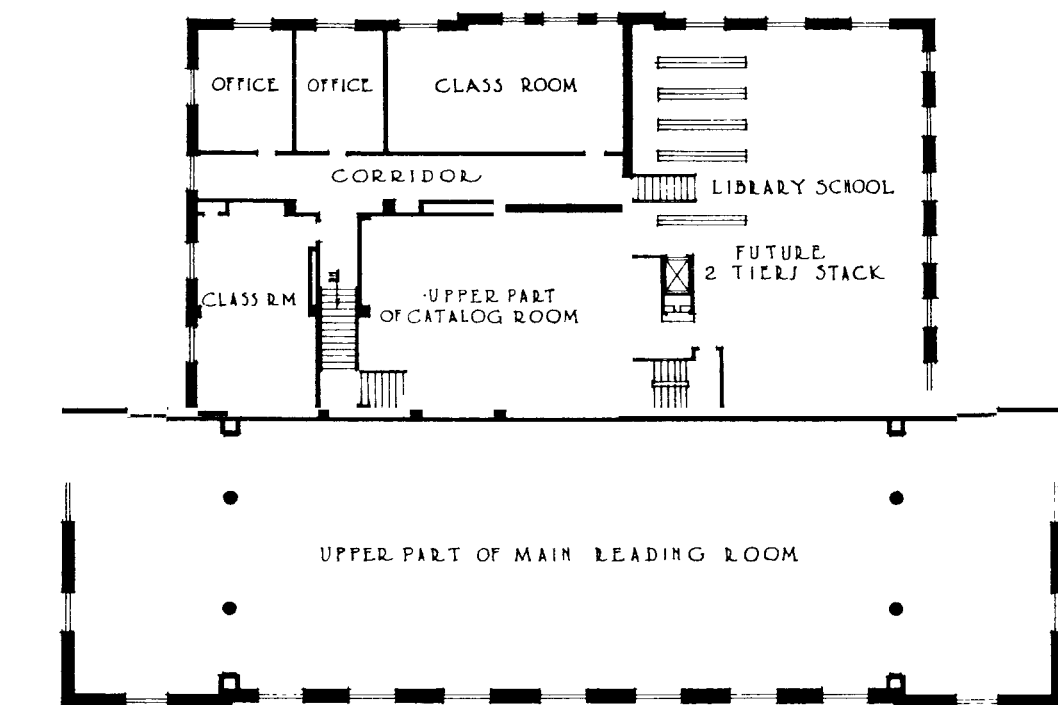 OFFICE
OFFICE
CLASS ROOM
CORRIDOR
LIBRARY SCHOOL
FUTURE
2 TIERS STACK
CLASS RM
UPPER PART
OF CATALOG ROOM
UPPER PART OF MAIN READING ROOM